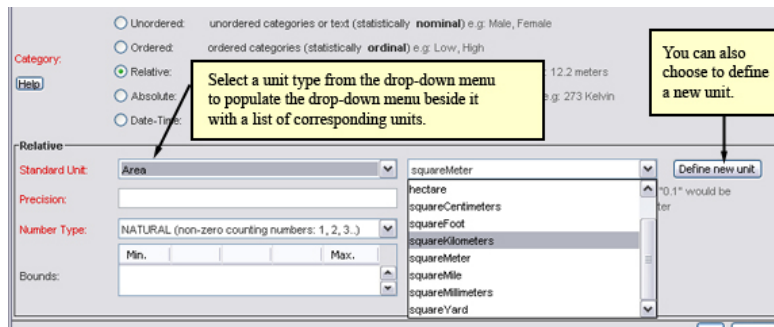 Unordered: unordered categories or text (statistically nominal) e.g: Male, Female
Category:
Ordered: ordered categories (statistically ordinal) e.g: Low, High
Help
Relative: : 12.2 meters
Absolute: e.g: 273 Kelvin
Date-Time:
Select a unit type from the drop-down menu
to populate the drop-down menu beside it
with a list of corresponding units.
You can also
choose to define
a new unit.
Relative
Standard Unit: Area squareMeter Define new unit
Precision: "0.1" would be
Number Type: NATURAL (non-zero counting numbers: 1, 2, 3..)
Min. Max.
Bounds:
hectare
squareCentimeters
squareFoot
squareKilometers
squareMeter
squareMile
squareMillimeters
squareYard